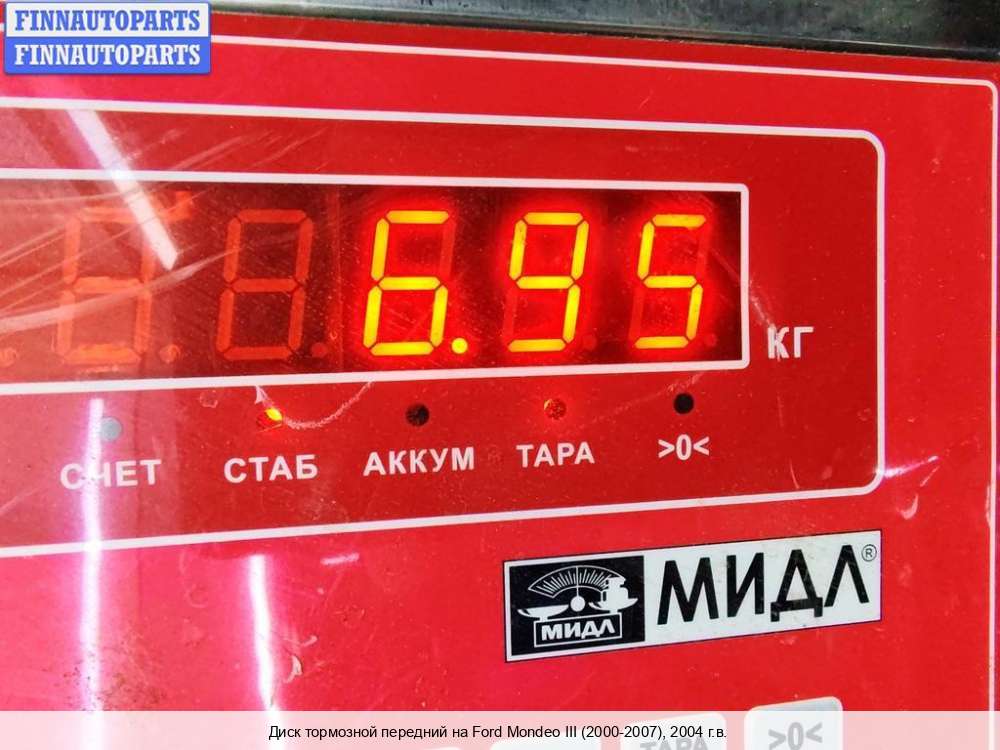 FINNAUTOPARTS
FINNAUTOPARTS
6.95
КГ
СЧЕТ СТАБ АККУМ ТАРА >0<
МИДЛ
МИДЛ®
ТАРА >0<
Диск тормозной передний на Ford Mondeo III (2000-2007), 2004 г.в.